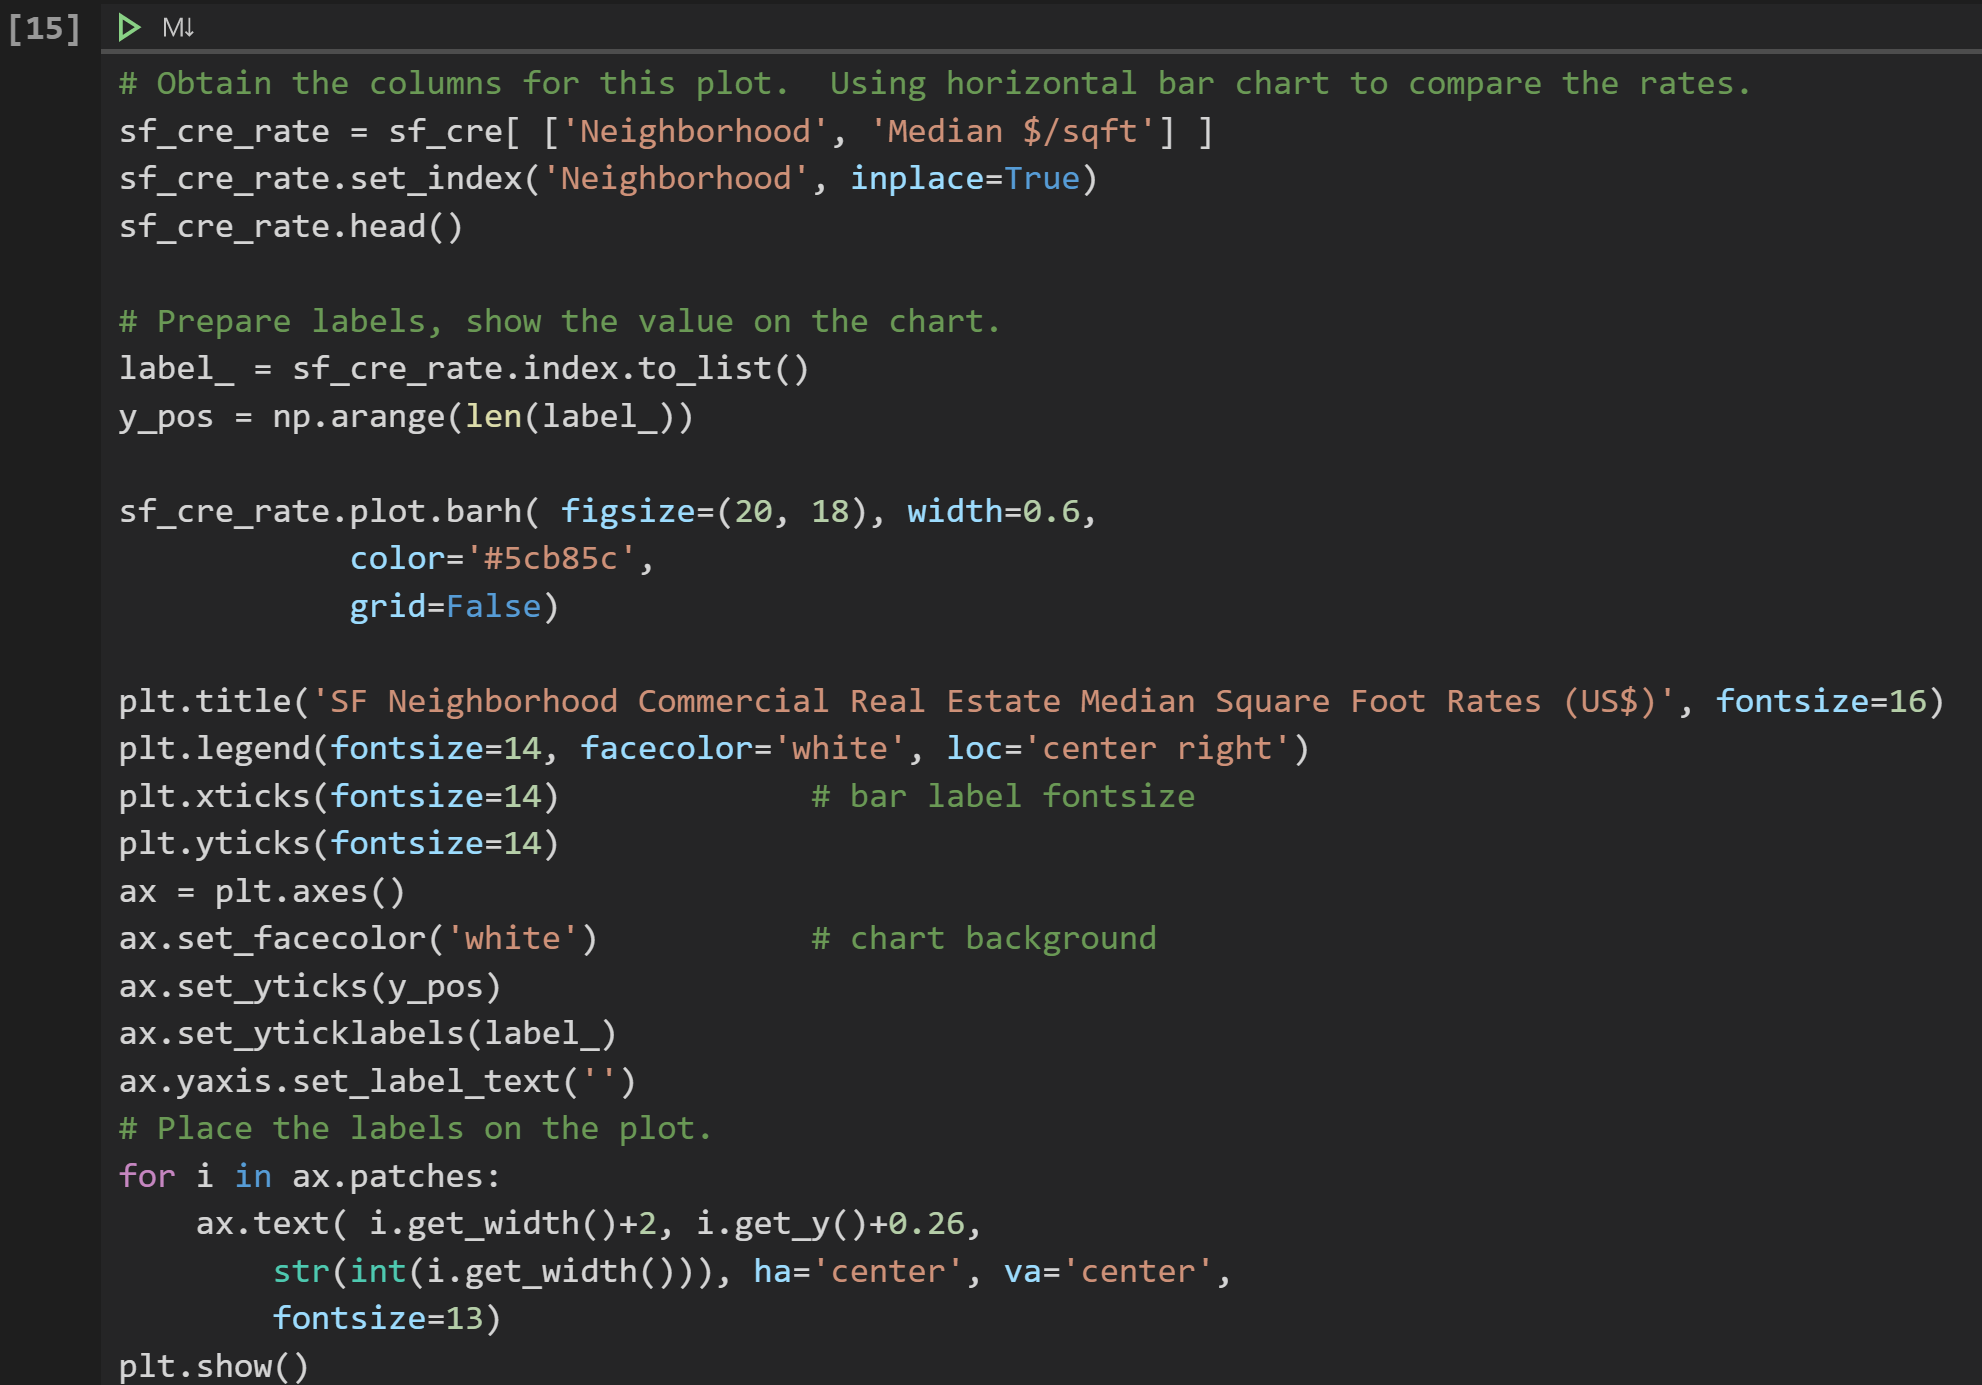 [15] M↓
# Obtain the columns for this plot.  Using horizontal bar chart to compare the rates.
sf_cre_rate = sf_cre[ ['Neighborhood', 'Median $/sqft'] ]
sf_cre_rate.set_index('Neighborhood', inplace=True)
sf_cre_rate.head()

# Prepare labels, show the value on the chart.
label_ = sf_cre_rate.index.to_list()
y_pos = np.arange(len(label_))

sf_cre_rate.plot.barh( figsize=(20, 18), width=0.6,
            color='#5cb85c',
            grid=False)

plt.title('SF Neighborhood Commercial Real Estate Median Square Foot Rates (US$)', fontsize=16)
plt.legend(fontsize=14, facecolor='white', loc='center right')
plt.xticks(fontsize=14)             # bar label fontsize
plt.yticks(fontsize=14)
ax = plt.axes()
ax.set_facecolor('white')           # chart background
ax.set_yticks(y_pos)
ax.set_yticklabels(label_)
ax.yaxis.set_label_text('')
# Place the labels on the plot.
for i in ax.patches:
    ax.text( i.get_width()+2, i.get_y()+0.26,
        str(int(i.get_width())), ha='center', va='center',
        fontsize=13)
plt.show()